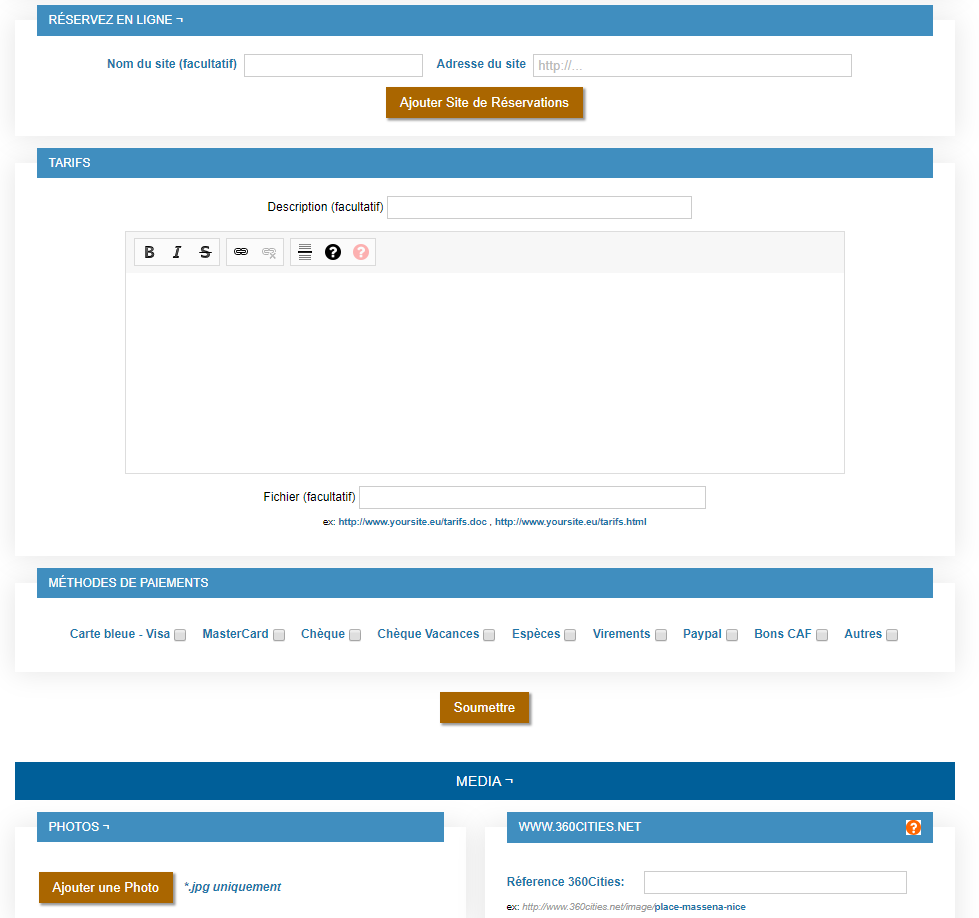 RÉSERVEZ EN LIGNE ¬
Nom du site (facultatif) Adresse du site http://...
Ajouter Site de Réservations
TARIFS
Description (facultatif)
B I S ? ?
Fichier (facultatif)
ex: http://www.yoursite.eu/tarifs.doc , http://www.yoursite.eu/tarifs.html
MÉTHODES DE PAIEMENTS
Carte bleue - Visa MasterCard Chèque Chèque Vacances Espèces Virements Paypal Bons CAF Autres
Soumettre
MEDIA ¬
PHOTOS ¬
Ajouter une Photo *.jpg uniquement
WWW.360CITIES.NET ?
Réference 360Cities:
ex: http://www.360cities.net/image/place-massena-nice